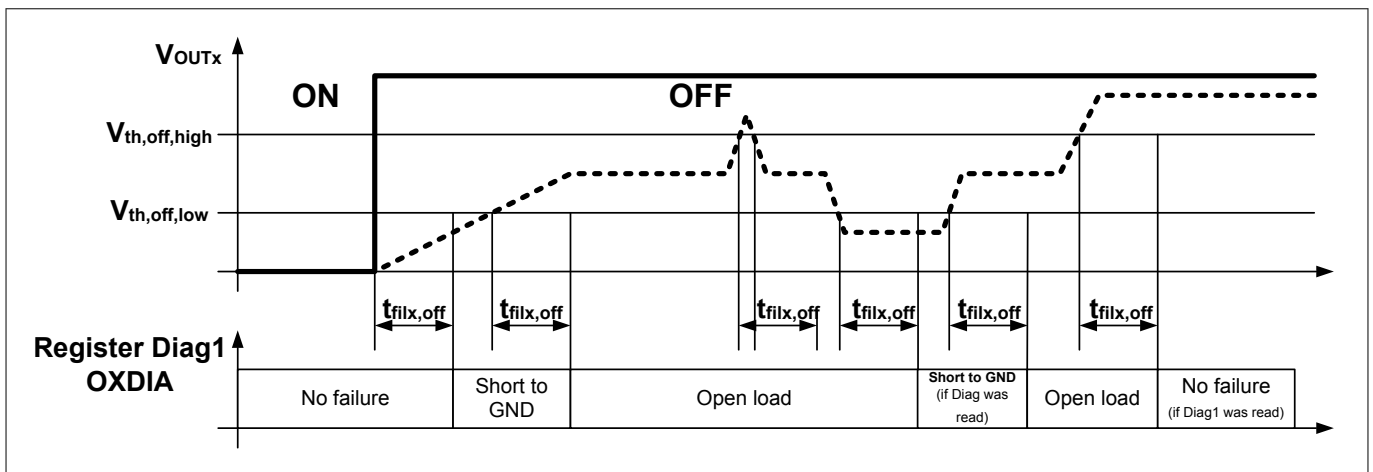 VOUTx
ON
OFF
Vth,off,high
Vth,off,low
tfilx,off
tfilx,off
tfilx,off
tfilx,off
tfilx,off
tfilx,off
Register Diag1
OXDIA
No failure
Short to
GND
Open load
Short to GND
(if Diag was
read)
Open load
No failure
(if Diag1 was read)